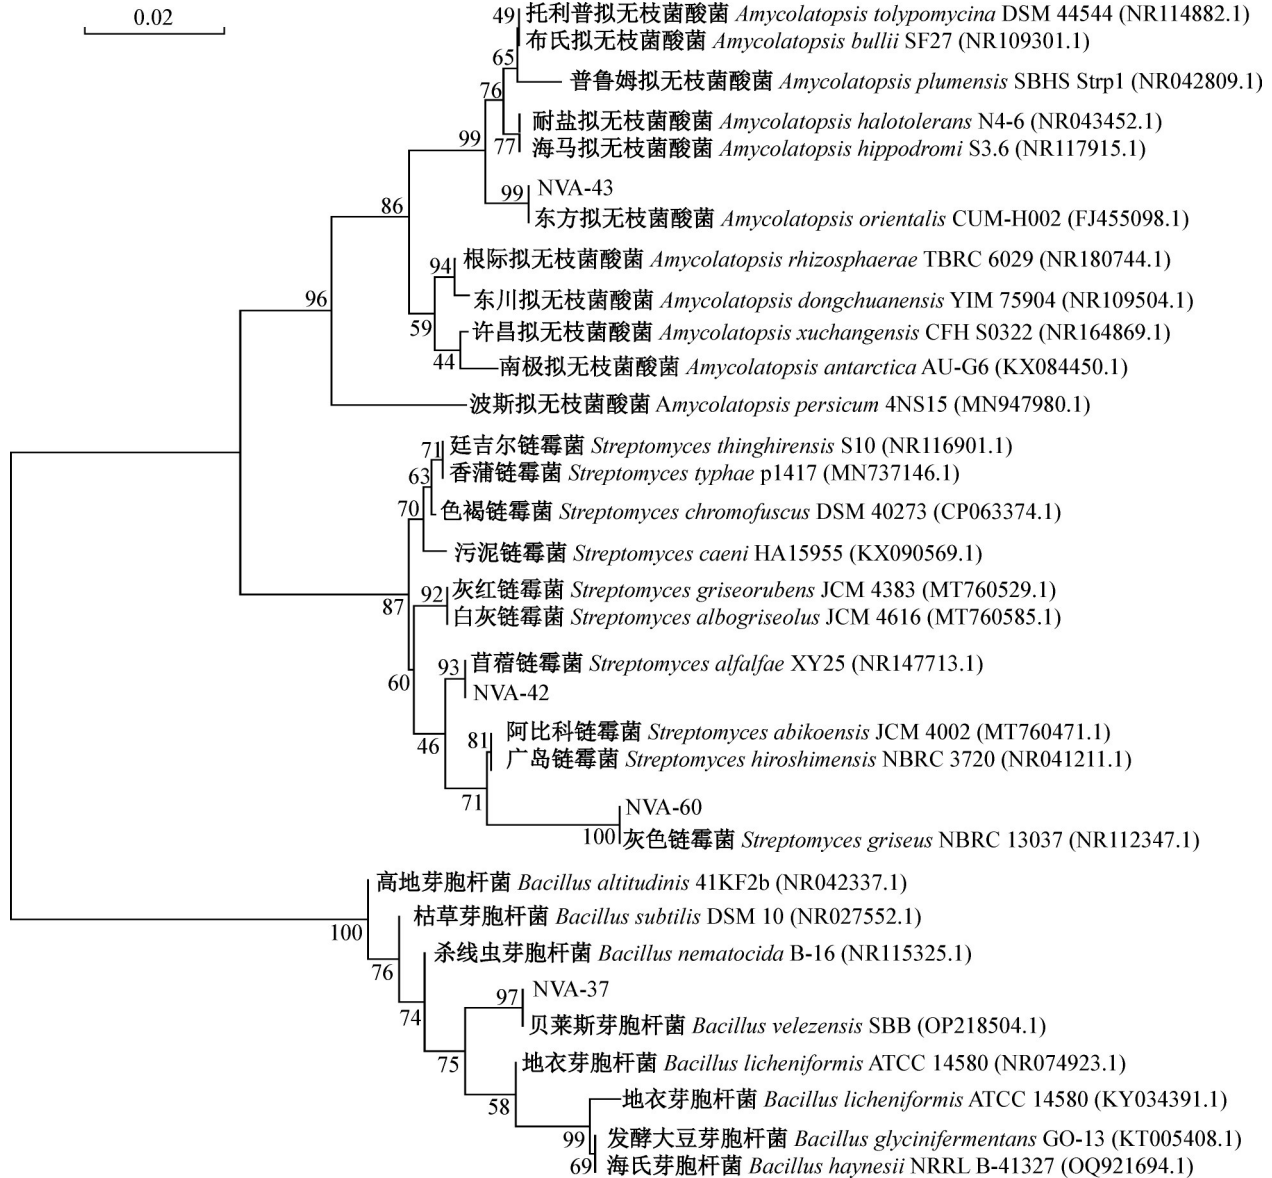 0.02
49 托利普拟无枝菌酸菌 Amycolatopsis tolypomycina DSM 44544 (NR114882.1)
布氏拟无枝菌酸菌 Amycolatopsis bullii SF27 (NR109301.1)
65
普鲁姆拟无枝菌酸菌 Amycolatopsis plumensis SBHS Strp1 (NR042809.1)
76
耐盐拟无枝菌酸菌 Amycolatopsis halotolerans N4-6 (NR043452.1)
99
77 海马拟无枝菌酸菌 Amycolatopsis hippodromi S3.6 (NR117915.1)
99 NVA-43
86
东方拟无枝菌酸菌 Amycolatopsis orientalis CUM-H002 (FJ455098.1)
94 根际拟无枝菌酸菌 Amycolatopsis rhizosphaerae TBRC 6029 (NR180744.1)
96
东川拟无枝菌酸菌 Amycolatopsis dongchuanensis YIM 75904 (NR109504.1)
59
许昌拟无枝菌酸菌 Amycolatopsis xuchangensis CFH S0322 (NR164869.1)
44
南极拟无枝菌酸菌 Amycolatopsis antarctica AU-G6 (KX084450.1)
波斯拟无枝菌酸菌 Amycolatopsis persicum 4NS15 (MN947980.1)
71 廷吉尔链霉菌 Streptomyces thinghirensis S10 (NR116901.1)
香蒲链霉菌 Streptomyces typhae p1417 (MN737146.1)
63
70
色褐链霉菌 Streptomyces chromofuscus DSM 40273 (CP063374.1)
污泥链霉菌 Streptomyces caeni HA15955 (KX090569.1)
92 灰红链霉菌 Streptomyces griseorubens JCM 4383 (MT760529.1)
87
白灰链霉菌 Streptomyces albogriseolus JCM 4616 (MT760585.1)
93 苜蓿链霉菌 Streptomyces alfalfae XY25 (NR147713.1)
60
NVA-42
阿比科链霉菌 Streptomyces abikoensis JCM 4002 (MT760471.1)
46
81
广岛链霉菌 Streptomyces hiroshimensis NBRC 3720 (NR041211.1)
71
NVA-60
100 灰色链霉菌 Streptomyces griseus NBRC 13037 (NR112347.1)
高地芽胞杆菌 Bacillus altitudinis 41KF2b (NR042337.1)
枯草芽胞杆菌 Bacillus subtilis DSM 10 (NR027552.1)
100
杀线虫芽胞杆菌 Bacillus nematocida B-16 (NR115325.1)
76
97 NVA-37
74
贝莱斯芽胞杆菌 Bacillus velezensis SBB (OP218504.1)
75
地衣芽胞杆菌 Bacillus licheniformis ATCC 14580 (NR074923.1)
58
地衣芽胞杆菌 Bacillus licheniformis ATCC 14580 (KY034391.1)
99
发酵大豆芽胞杆菌 Bacillus glycinifermentans GO-13 (KT005408.1)
69 海氏芽胞杆菌 Bacillus haynesii NRRL B-41327 (OQ921694.1)